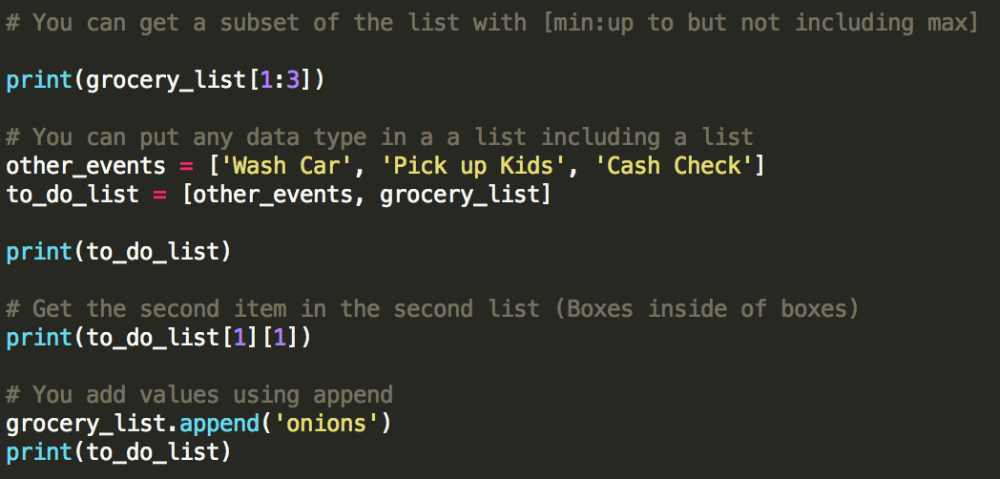 # You can get a subset of the list with [min:up to but not including max]
print(grocery_list[1:3])
# You can put any data type in a a list including a list
other_events = ['Wash Car', 'Pick up Kids', 'Cash Check']
to_do_list = [other_events, grocery_list]
print(to_do_list)
# Get the second item in the second list (Boxes inside of boxes)
print(to_do_list[1][1])
# You add values using append
grocery_list.append('onions')
print(to_do_list)